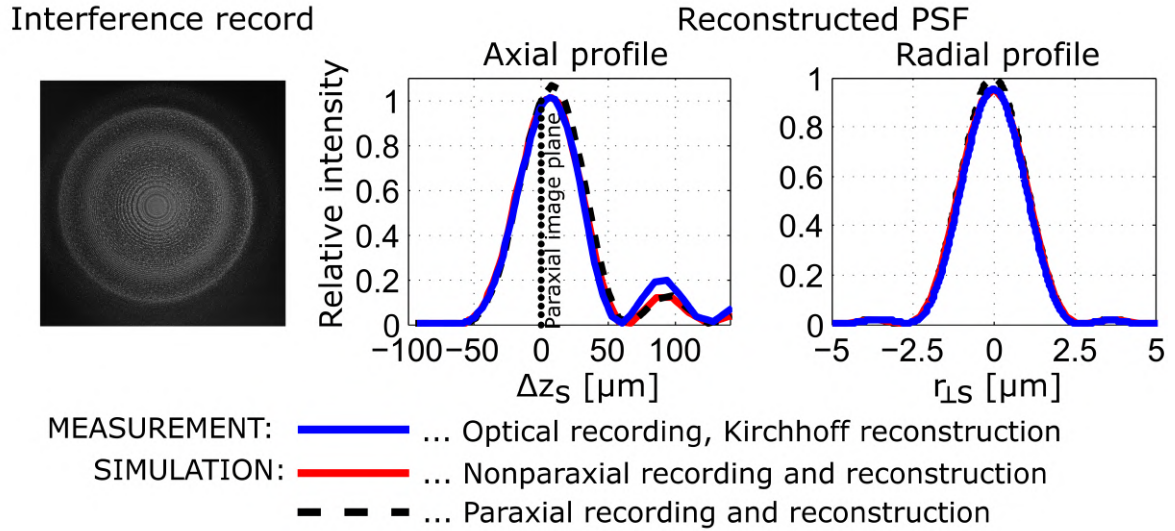 Interference record
Reconstructed PSF
Axial profile
Radial profile
Relative intensity
1
0.8
0.6
0.4
0.2
0
Paraxial image plane
−100 −50 0 50 100
Δz_S [µm]
1
0.8
0.6
0.4
0.2
0
−5 −2.5 0 2.5 5
r_⊥S [µm]
MEASUREMENT: ... Optical recording, Kirchhoff reconstruction
SIMULATION: ... Nonparaxial recording and reconstruction
... Paraxial recording and reconstruction